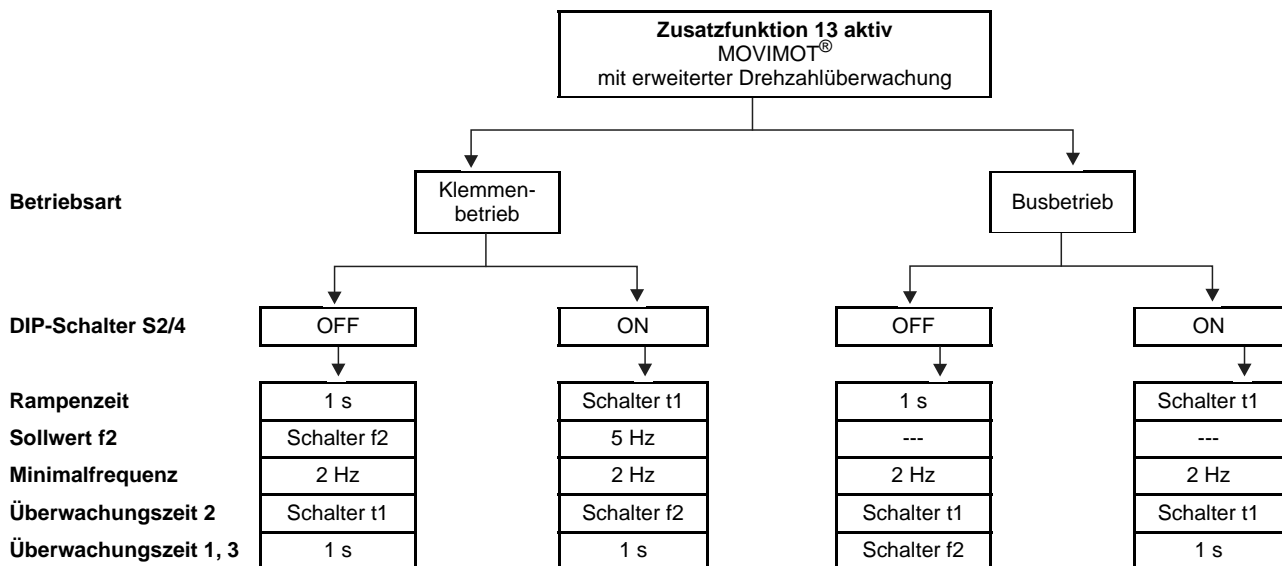 Zusatzfunktion 13 aktiv
MOVIMOT®
mit erweiterter Drehzahlüberwachung
Betriebsart
Klemmen-
betrieb
Busbetrieb
DIP-Schalter S2/4 OFF ON OFF ON
Rampenzeit 1 s Schalter t1 1 s Schalter t1
Sollwert f2 Schalter f2 5 Hz --- ---
Minimalfrequenz 2 Hz 2 Hz 2 Hz 2 Hz
Überwachungszeit 2 Schalter t1 Schalter f2 Schalter t1 Schalter t1
Überwachungszeit 1, 3 1 s 1 s Schalter f2 1 s